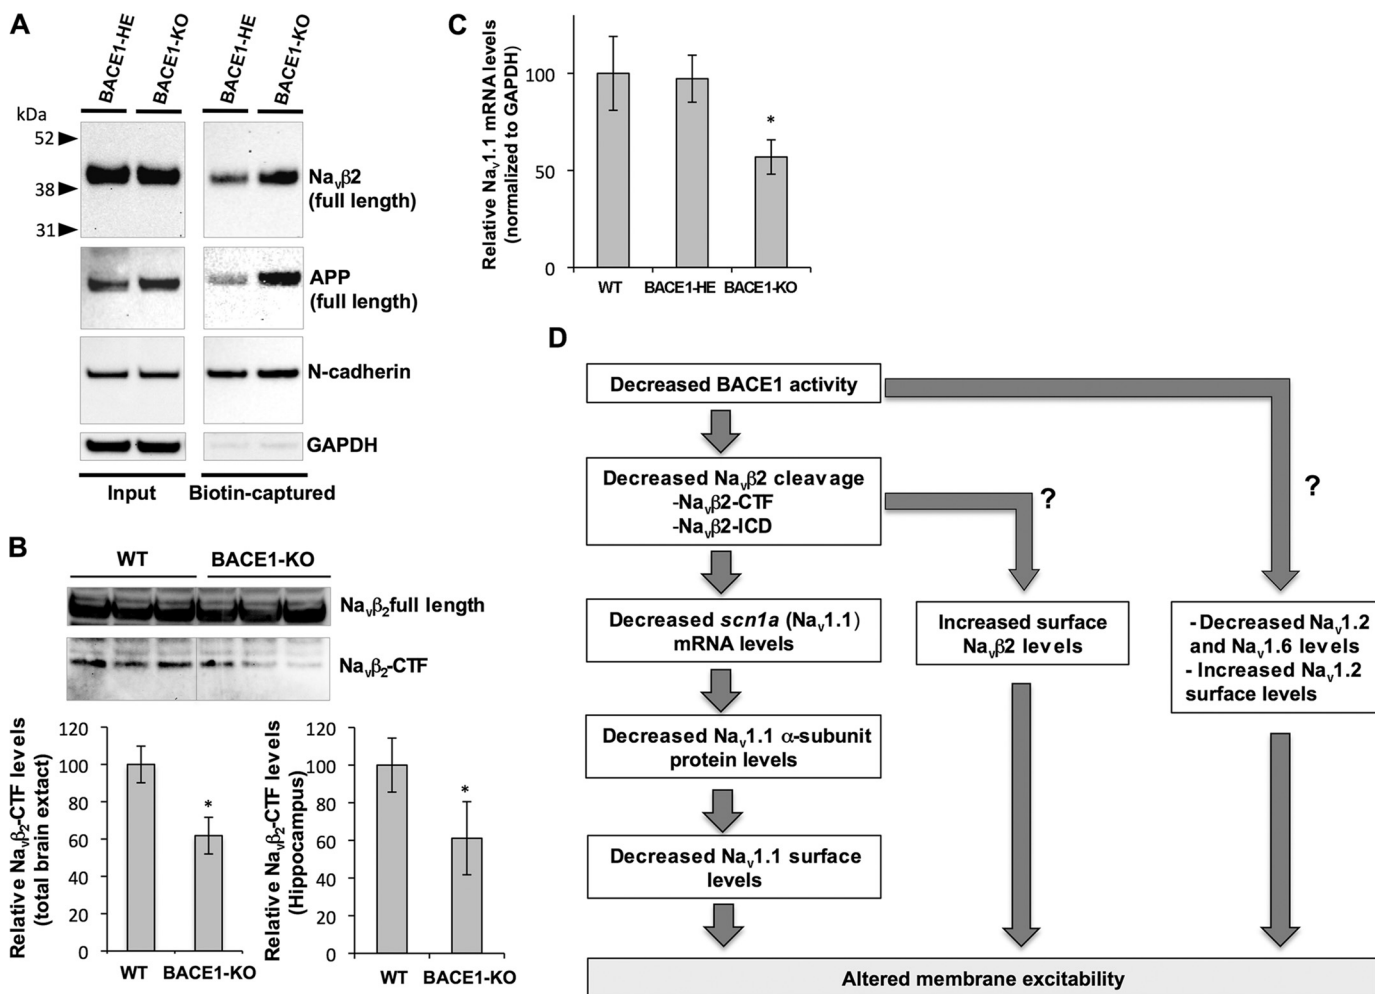 A
BACE1-HE
BACE1-KO
BACE1-HE
BACE1-KO
kDa
52
38
31
Navβ2
(full length)
APP
(full length)
N-cadherin
GAPDH
Input
Biotin-captured
B
WT
BACE1-KO
Navβ2full length
Navβ2-CTF
Relative Navβ2-CTF levels
(total brain extact)
120
100
80
60
40
20
0
*
WT
BACE1-KO
Relative Navβ2-CTF levels
(Hippocampus)
120
100
80
60
40
20
0
*
WT
BACE1-KO
C
Relative Nav1.1 mRNA levels
(normalized to GAPDH)
100
50
0
*
WT
BACE1-HE
BACE1-KO
D
Decreased BACE1 activity
Decreased Navβ2 cleavage
-Navβ2-CTF
-Navβ2-ICD
?
?
Decreased scn1a (Nav1.1)
mRNA levels
Increased surface
Navβ2 levels
- Decreased Nav1.2
and Nav1.6 levels
- Increased Nav1.2
surface levels
Decreased Nav1.1 α-subunit
protein levels
Decreased Nav1.1 surface
levels
Altered membrane excitability